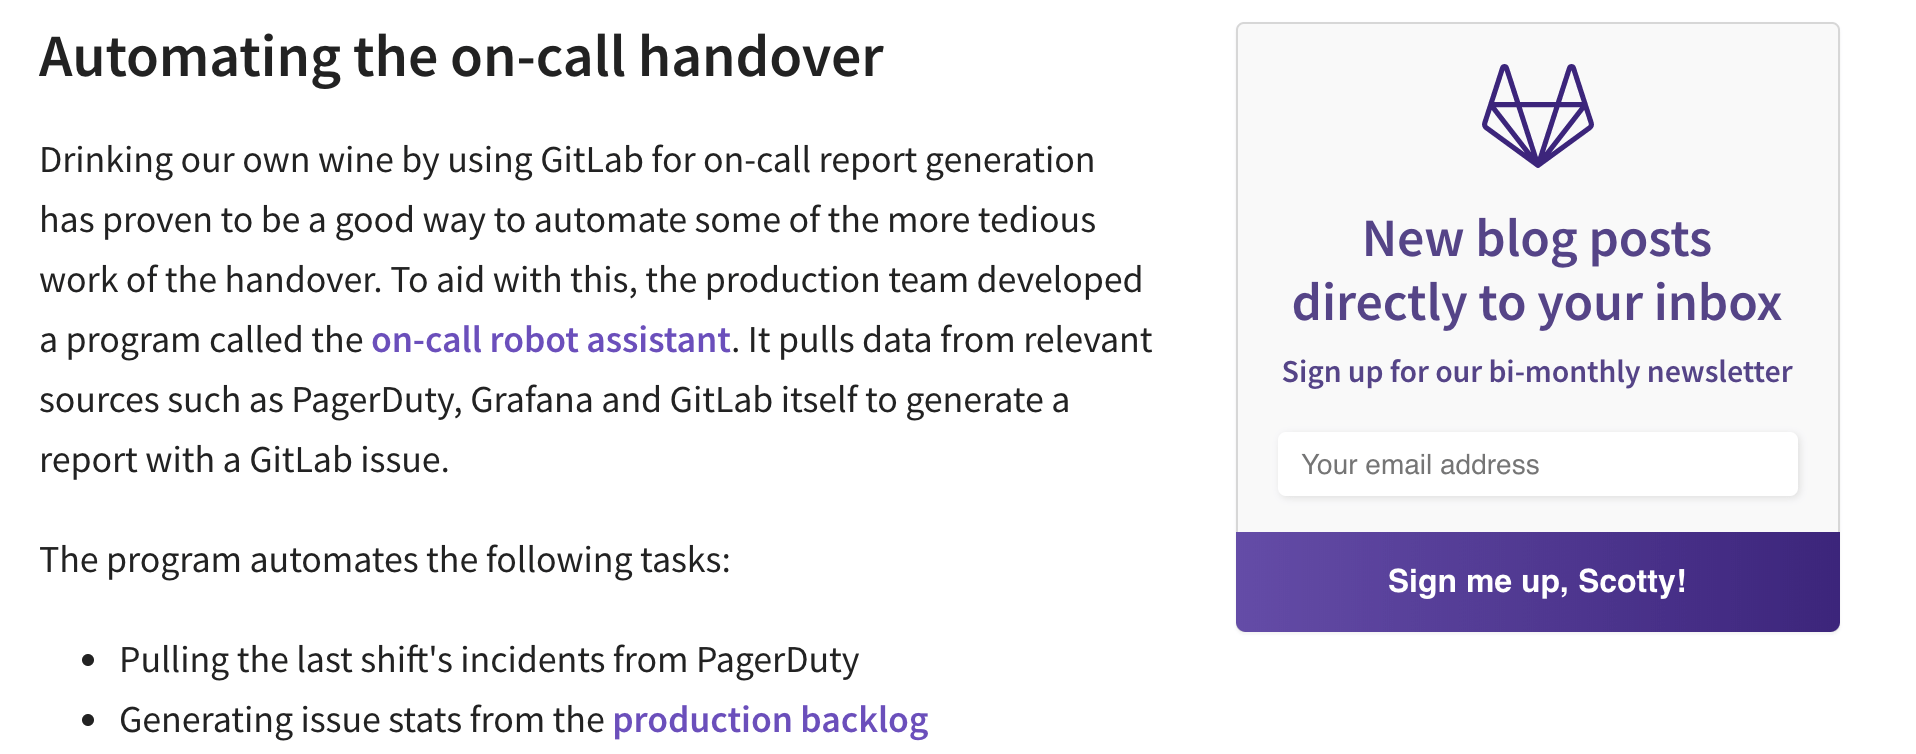 Automating the on-call handover
Drinking our own wine by using GitLab for on-call report generation
has proven to be a good way to automate some of the more tedious
work of the handover. To aid with this, the production team developed
a program called the on-call robot assistant. It pulls data from relevant
sources such as PagerDuty, Grafana and GitLab itself to generate a
report with a GitLab issue.
The program automates the following tasks:
• Pulling the last shift's incidents from PagerDuty
• Generating issue stats from the production backlog
New blog posts
directly to your inbox
Sign up for our bi-monthly newsletter
Your email address
Sign me up, Scotty!